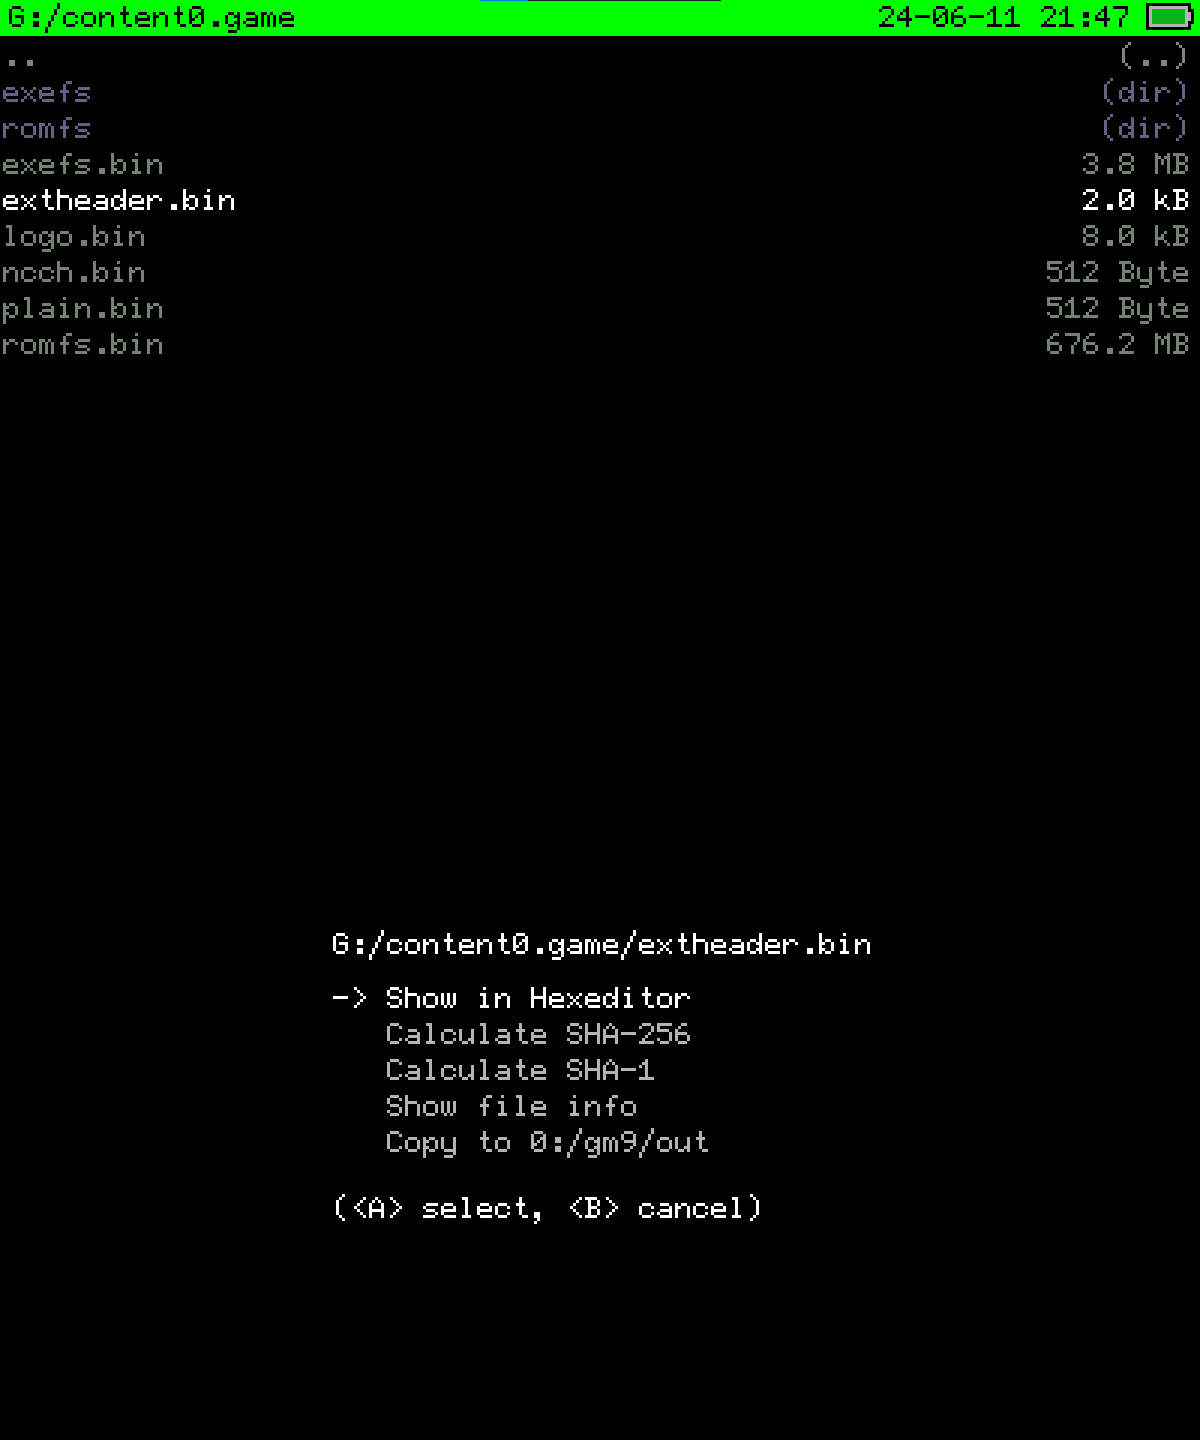 G:/content0.game 24-06-11 21:47
.. (..)
exefs (dir)
romfs (dir)
exefs.bin 3.8 MB
extheader.bin 2.0 kB
logo.bin 8.0 kB
ncch.bin 512 Byte
plain.bin 512 Byte
romfs.bin 676.2 MB
G:/content0.game/extheader.bin
-> Show in Hexeditor
Calculate SHA-256
Calculate SHA-1
Show file info
Copy to 0:/gm9/out
(<A> select, <B> cancel)